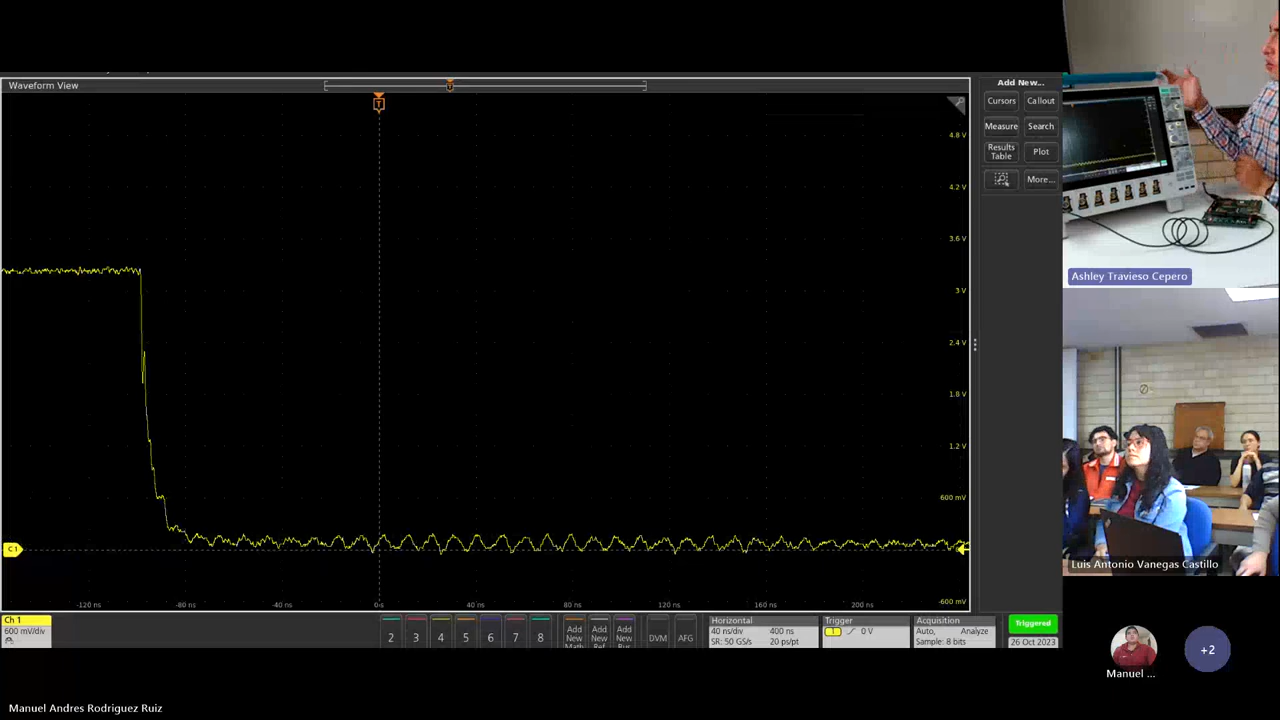 Waveform View
T
T
4.8 V
4.2 V
3.6 V
3 V
2.4 V
1.8 V
1.2 V
600 mV
-600 mV
C 1
-120 ns
-80 ns
-40 ns
0 s
40 ns
80 ns
120 ns
160 ns
200 ns
Add New...
Cursors
Callout
Measure
Search
Results Table
Plot
More...
Ch 1
600 mV/div
2
3
4
5
6
7
8
Add New Math
Add New Ref
Add New Bus
DVM
AFG
Horizontal
40 ns/div 400 ns
SR: 50 GS/s 20 ps/pt
Trigger
1 0 V
Acquisition
Auto, Analyze
Sample: 8 bits
Triggered
26 Oct 2023
Ashley Travieso Cepero
Luis Antonio Vanegas Castillo
Manuel ...
+2
Manuel Andres Rodriguez Ruiz